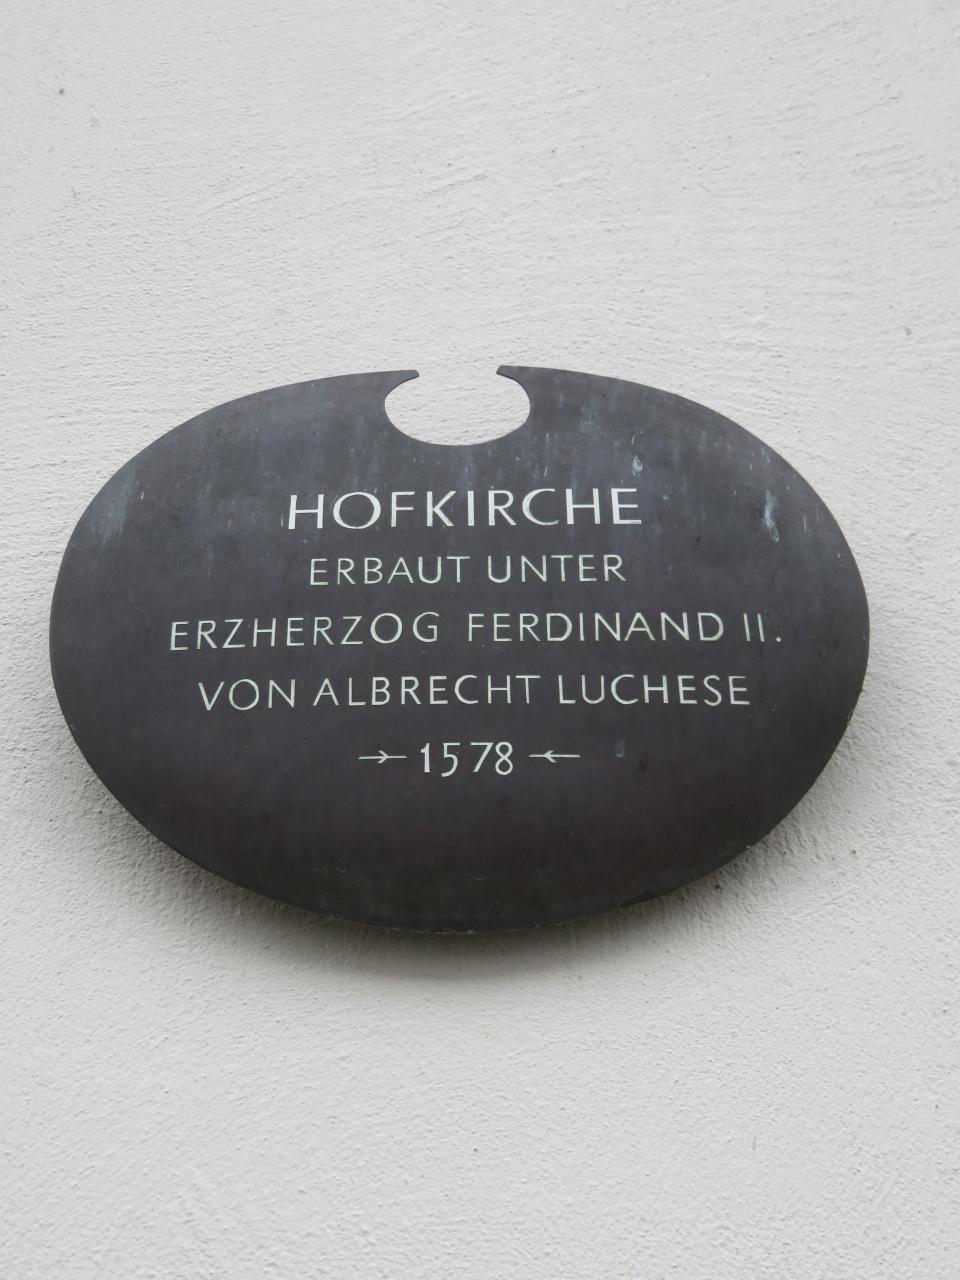 HOFKIRCHE
ERBAUT UNTER
ERZHERZOG FERDINAND II.
VON ALBRECHT LUCHESE
1578